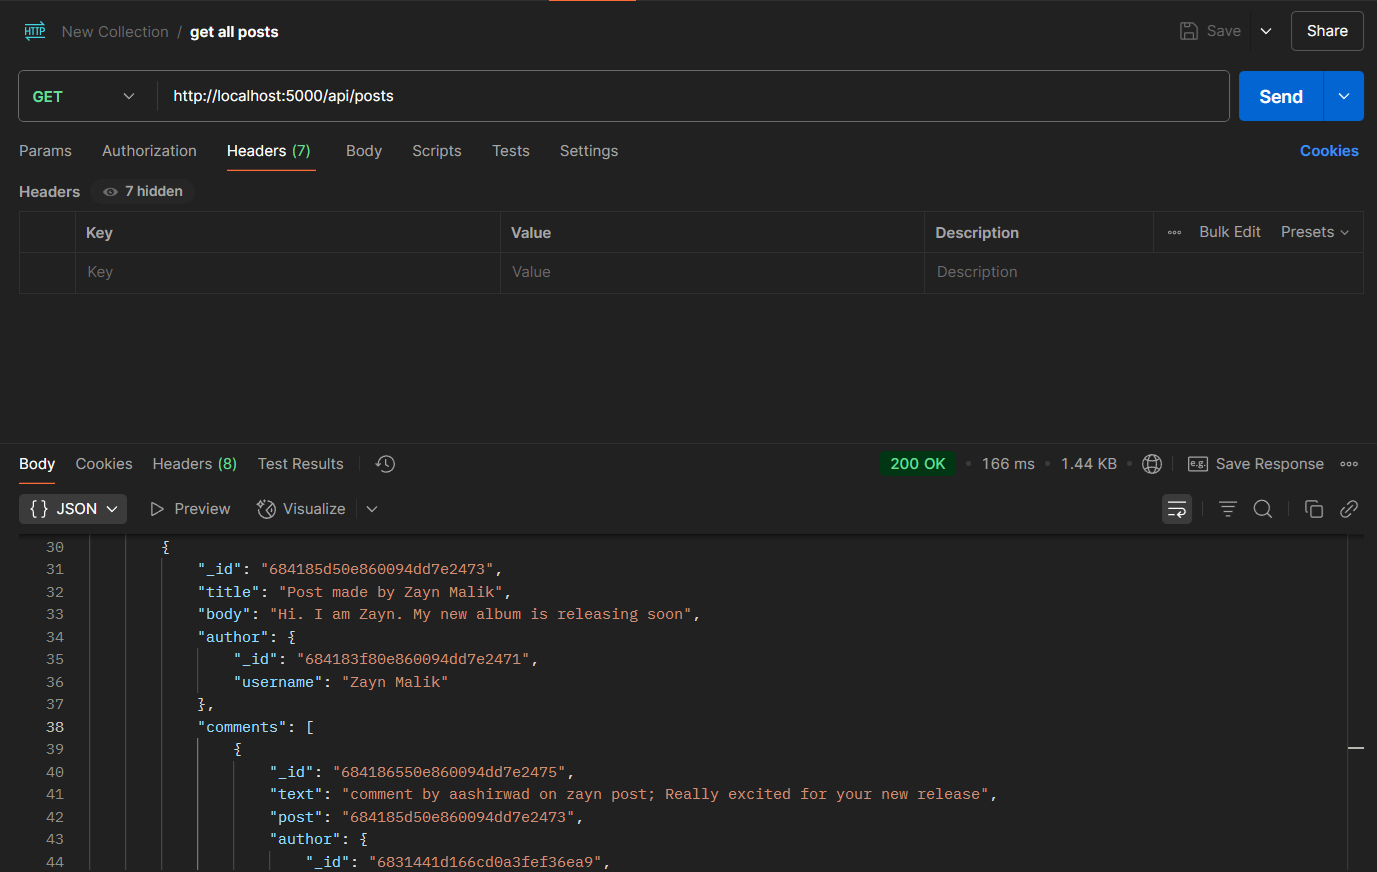 HTTP New Collection / get all posts Save Share
GET http://localhost:5000/api/posts Send
Params Authorization Headers (7) Body Scripts Tests Settings Cookies
Headers 7 hidden
Key Value Description Bulk Edit Presets
Key Value Description
Body Cookies Headers (8) Test Results 200 OK • 166 ms • 1.44 KB • e.g. Save Response
{} JSON Preview Visualize
30 {
31 "_id": "684185d50e860094dd7e2473",
32 "title": "Post made by Zayn Malik",
33 "body": "Hi. I am Zayn. My new album is releasing soon",
34 "author": {
35 "_id": "684183f80e860094dd7e2471",
36 "username": "Zayn Malik"
37 },
38 "comments": [
39 {
40 "_id": "684186550e860094dd7e2475",
41 "text": "comment by aashirwad on zayn post; Really excited for your new release",
42 "post": "684185d50e860094dd7e2473",
43 "author": {
44 "_id": "6831441d166cd0a3fef36ea9",